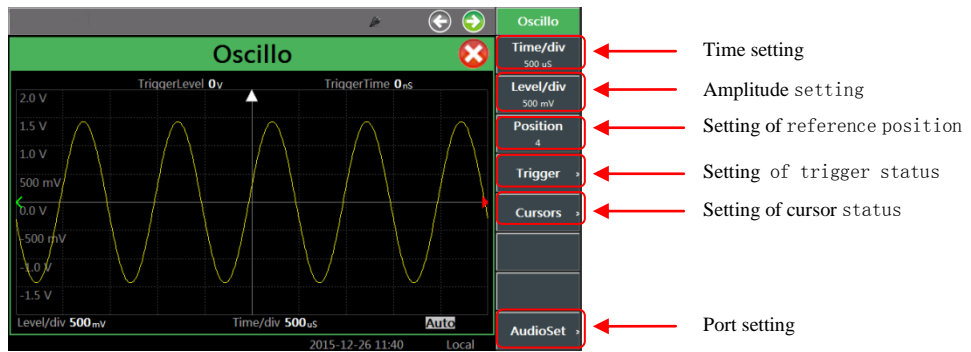 Oscillo
Oscillo
TriggerLevel 0v
TriggerTime 0nS
2.0 V
1.5 V
1.0 V
500 mV
0.0 V
-500 mV
-1.0 V
-1.5 V
Level/div 500mV
Time/div 500uS
Auto
2015-12-26 11:40
Local
Time/div
500 uS
Level/div
500 mV
Position
4
Trigger
Cursors
AudioSet
Time setting
Amplitude setting
Setting of reference position
Setting of trigger status
Setting of cursor status
Port setting